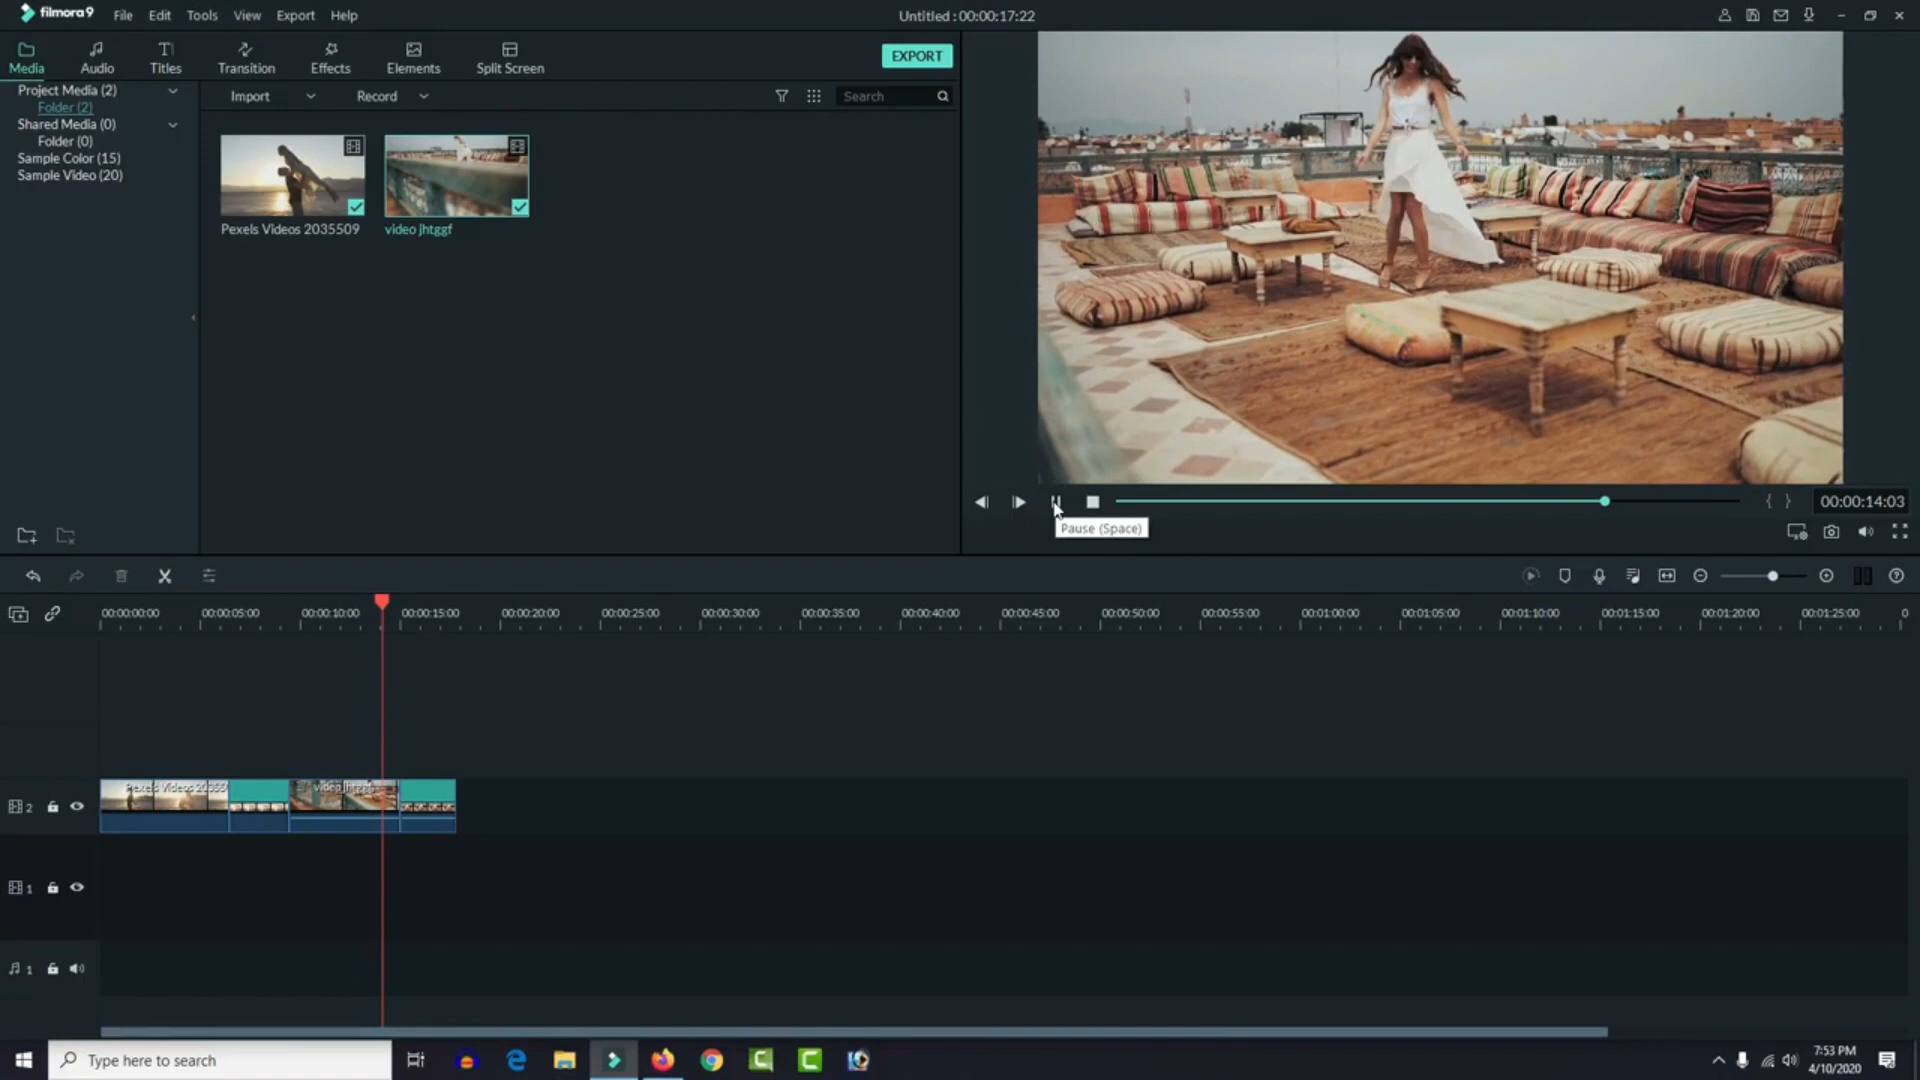 filmora9 File Edit Tools View Export Help
Untitled : 00:00:17:22
Media Audio Titles Transition Effects Elements Split Screen
EXPORT
Project Media (2)
Folder (2)
Shared Media (0)
Folder (0)
Sample Color (15)
Sample Video (20)
Import Record Search
Pexels Videos 2035509
video jhtggf
00:00:14:03
Pause (Space)
00:00:00:00 00:00:05:00 00:00:10:00 00:00:15:00 00:00:20:00 00:00:25:00 00:00:30:00 00:00:35:00 00:00:40:00 00:00:45:00 00:00:50:00 00:00:55:00 00:01:00:00 00:01:05:00 00:01:10:00 00:01:15:00 00:01:20:00 00:01:25:00 0
Pexels Videos 20355
video jhtggf
2
1
1
Type here to search
7:53 PM
4/10/2020